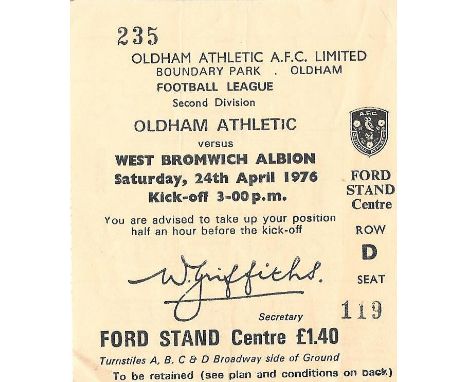 235
OLDHAM ATHLETIC A.F.C. LIMITED
BOUNDARY PARK . OLDHAM
FOOTBALL LEAGUE
Second Division
OLDHAM ATHLETIC
versus
WEST BROMWICH ALBION
Saturday, 24th April 1976
Kick-off 3-00 p.m.
You are advised to take up your position
half an hour before the kick-off
W. Griffiths.
Secretary
FORD STAND Centre £1.40
Turnstiles A, B, C & D Broadway side of Ground
To be retained (see plan and conditions on back)
A.F.C.
FORD
STAND
Centre
ROW
D
SEAT
119